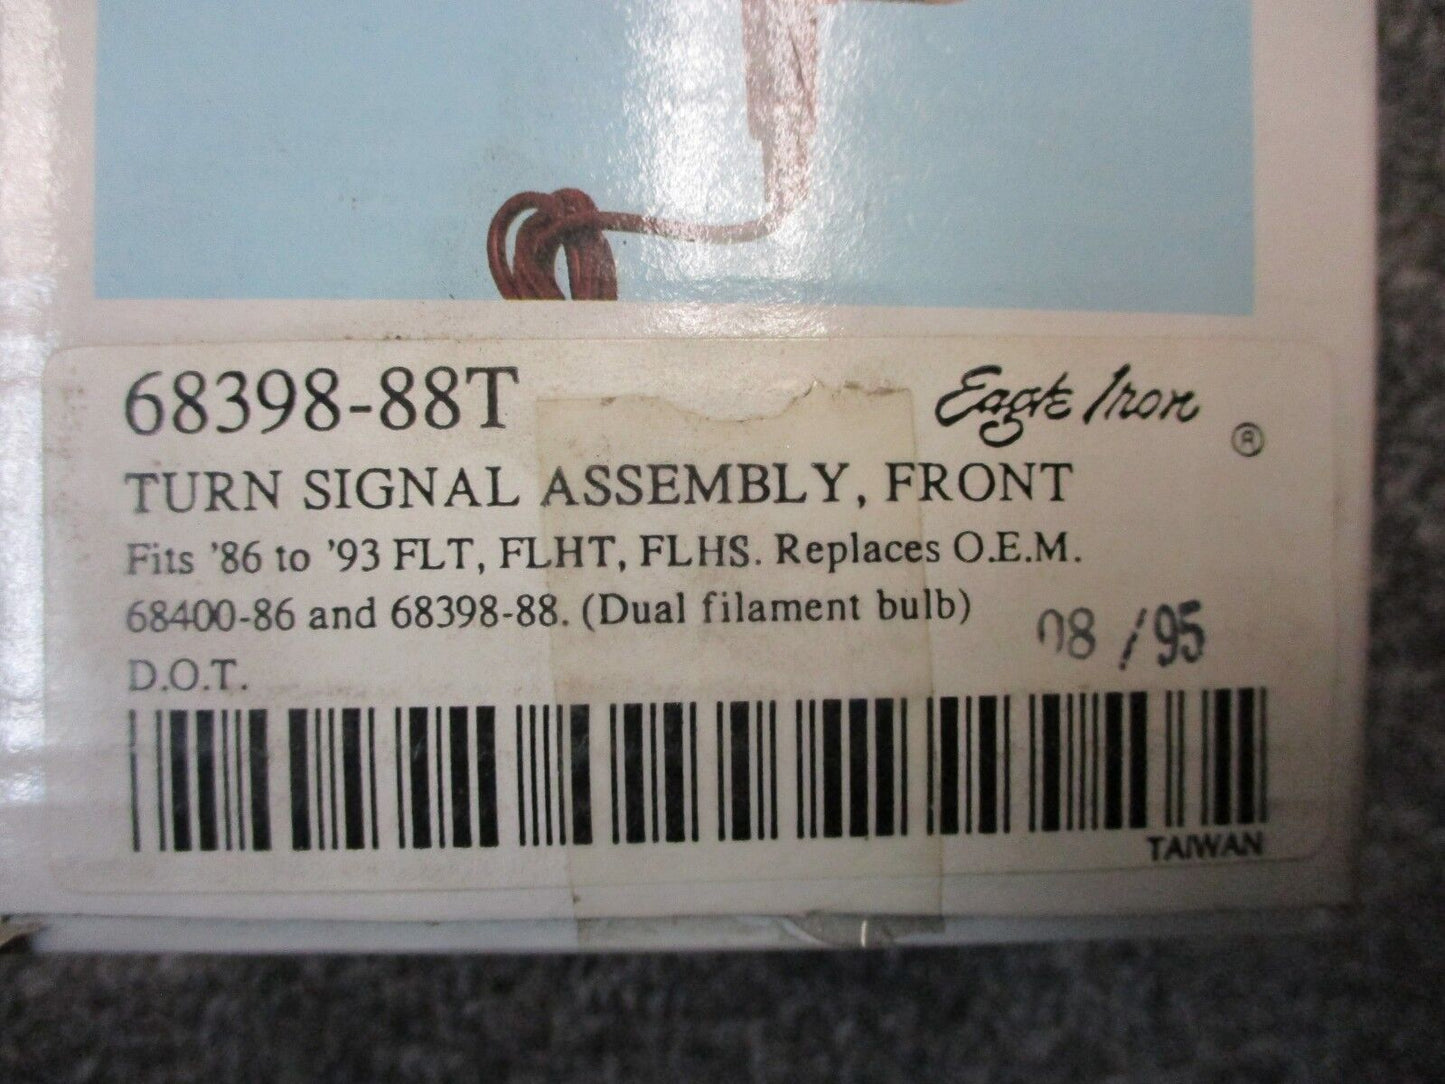 68398-88T
Eagle Iron ®
TURN SIGNAL ASSEMBLY, FRONT
Fits '86 to '93 FLT, FLHT, FLHS. Replaces O.E.M.
68400-86 and 68398-88. (Dual filament bulb)
08 /95
D.O.T.
TAIWAN